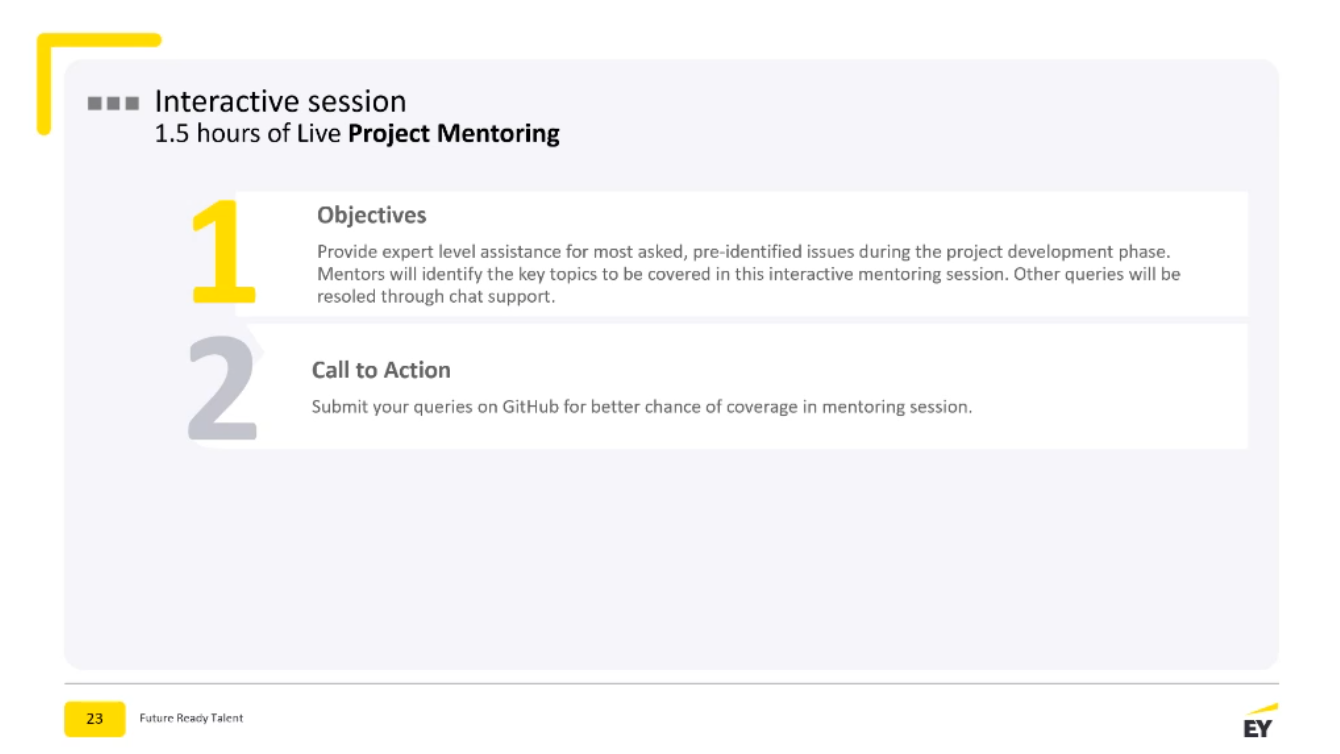 Interactive session
1.5 hours of Live Project Mentoring
1
Objectives
Provide expert level assistance for most asked, pre-identified issues during the project development phase.
Mentors will identify the key topics to be covered in this interactive mentoring session. Other queries will be
resoled through chat support.
2
Call to Action
Submit your queries on GitHub for better chance of coverage in mentoring session.
23
Future Ready Talent
EY